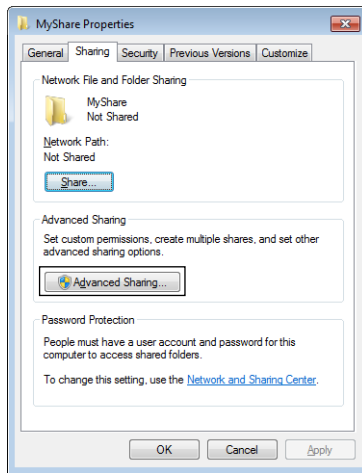 MyShare Properties
General Sharing Security Previous Versions Customize
Network File and Folder Sharing
MyShare
Not Shared
Network Path:
Not Shared
Share...
Advanced Sharing
Set custom permissions, create multiple shares, and set other
advanced sharing options.
Advanced Sharing...
Password Protection
People must have a user account and password for this
computer to access shared folders.
To change this setting, use the Network and Sharing Center.
OK Cancel Apply